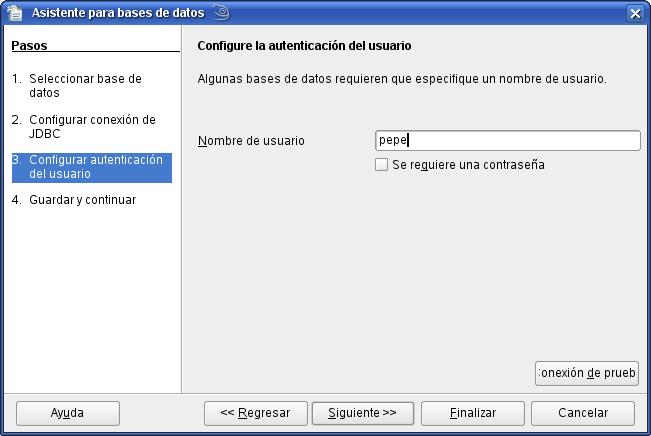 Asistente para bases de datos
Pasos
1. Seleccionar base de
datos
2. Configurar conexión de
JDBC
3. Configurar autenticación
del usuario
4. Guardar y continuar
Configure la autenticación del usuario
Algunas bases de datos requieren que especifique un nombre de usuario.
Nombre de usuario
pepe
Se requiere una contraseña
onexión de prueb
Ayuda
<< Regresar
Siguiente >>
Finalizar
Cancelar